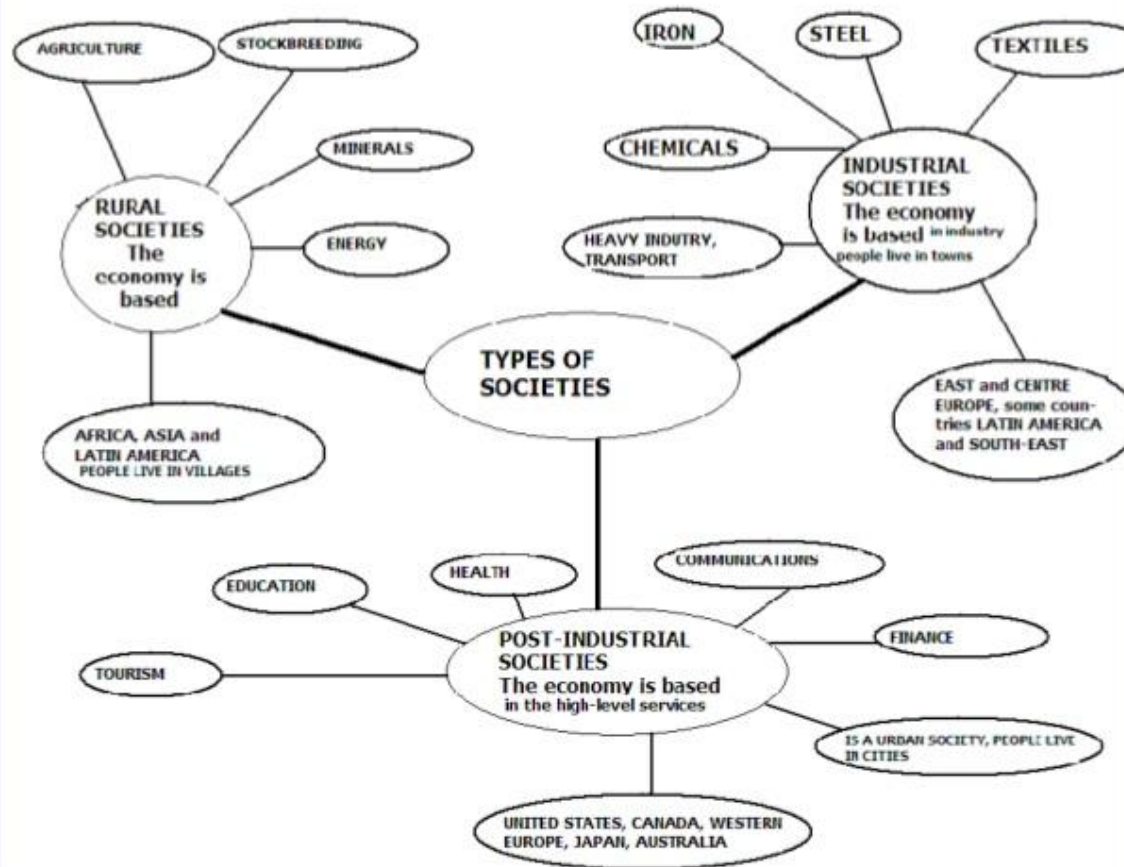 AGRICULTURE
STOCKBREEDING
MINERALS
ENERGY
RURAL
SOCIETIES
The
economy is
based
AFRICA, ASIA and
LATIN AMERICA
PEOPLE LIVE IN VILLAGES
IRON
STEEL
TEXTILES
CHEMICALS
HEAVY INDUTRY,
TRANSPORT
INDUSTRIAL
SOCIETIES
The economy
is based in industry
people live in towns
EAST and CENTRE
EUROPE, some coun-
tries LATIN AMERICA
and SOUTH-EAST
TYPES OF
SOCIETIES
EDUCATION
HEALTH
COMMUNICATIONS
TOURISM
FINANCE
POST-INDUSTRIAL
SOCIETIES
The economy is based
in the high-level services
IS A URBAN SOCIETY, PEOPLE LIVE
IN CITIES
UNITED STATES, CANADA, WESTERN
EUROPE, JAPAN, AUSTRALIA